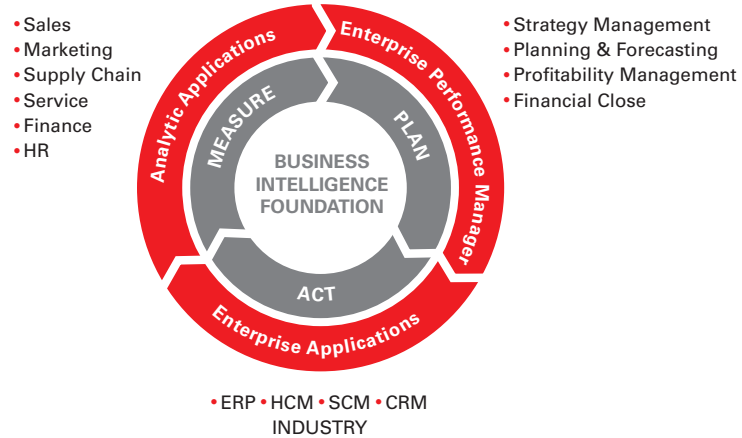 • Sales
• Marketing
• Supply Chain
• Service
• Finance
• HR
Analytic Applications
Enterprise Performance Manager
• Strategy Management
• Planning & Forecasting
• Profitability Management
• Financial Close
MEASURE
PLAN
BUSINESS
INTELLIGENCE
FOUNDATION
ACT
Enterprise Applications
• ERP • HCM • SCM • CRM
INDUSTRY